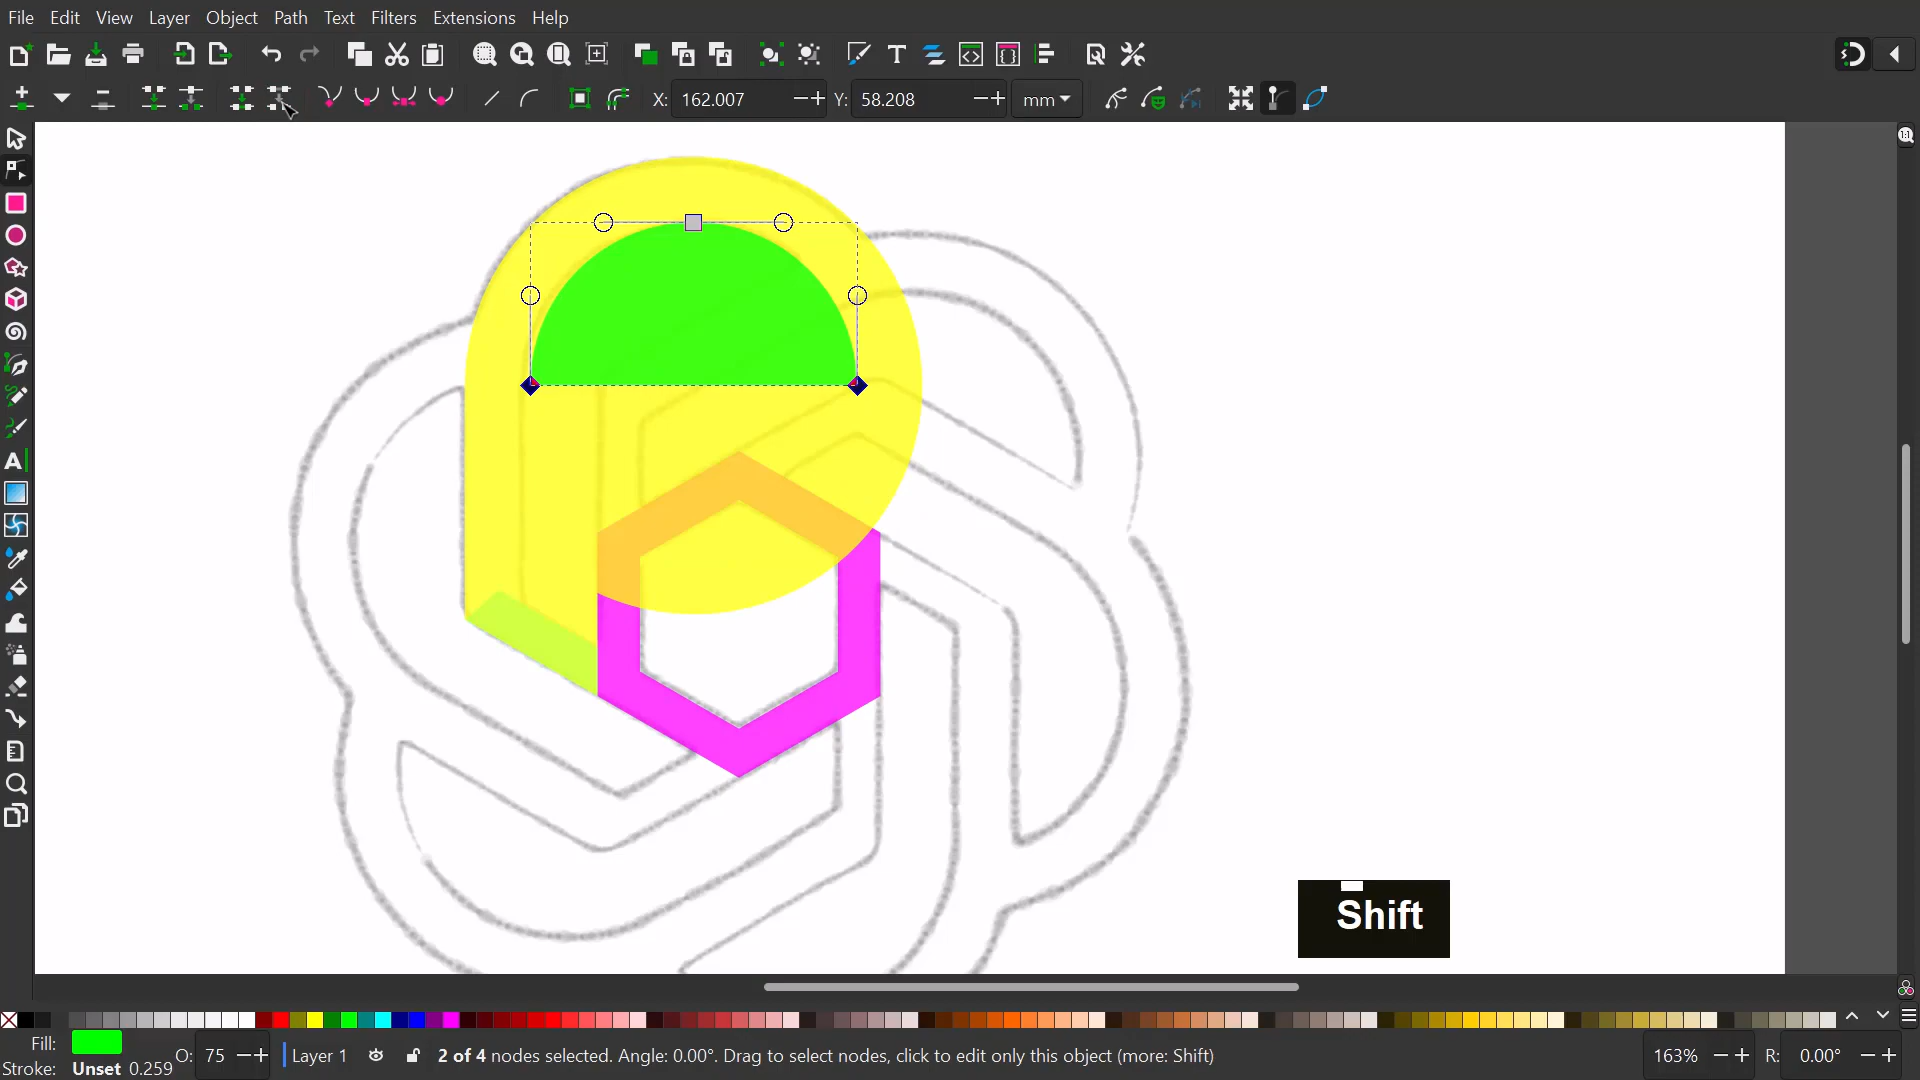 File Edit View Layer Object Path Text Filters Extensions Help
X: 162.007 Y: 58.208 mm
Shift
Fill: O: 75 Layer 1 2 of 4 nodes selected. Angle: 0.00°. Drag to select nodes, click to edit only this object (more: Shift) 163% R: 0.00°
Stroke: Unset 0.259